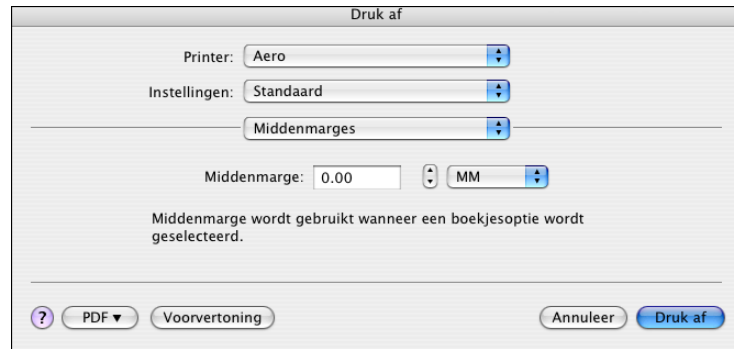 Druk af
Printer: Aero
Instellingen: Standaard
Middenmarges
Middenmarge: 0.00 MM
Middenmarge wordt gebruikt wanneer een boekjesoptie wordt
geselecteerd.
? PDF ▼ Voorvertoning Annuleer Druk af